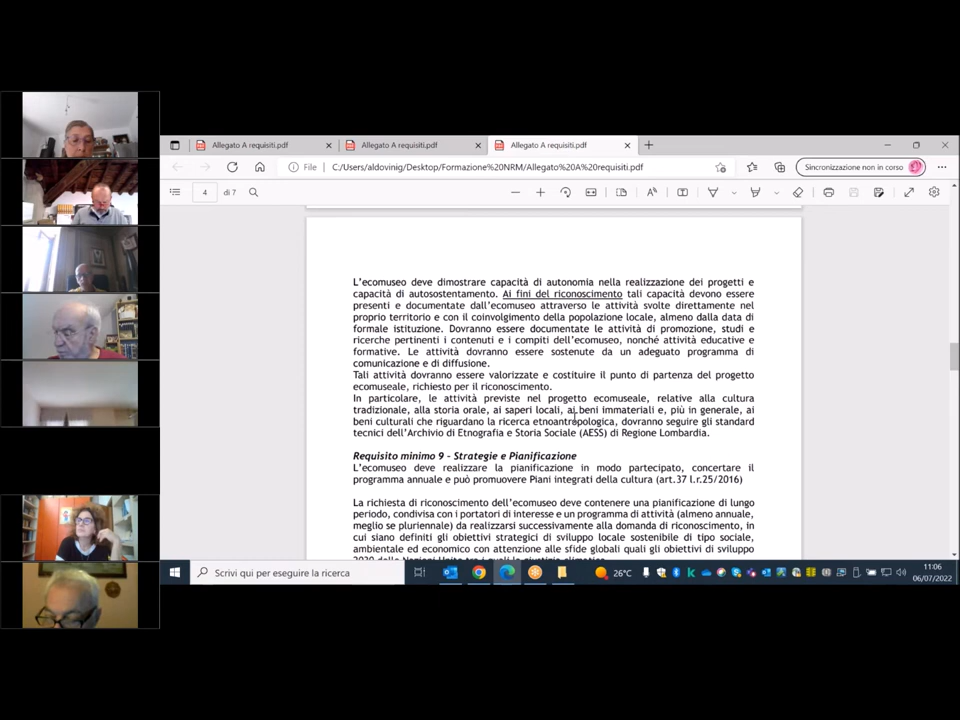 Allegato A requisiti.pdf
Allegato A requisiti.pdf
Allegato A requisiti.pdf
File
C:/Users/aldovinig/Desktop/Formazione%20NRM/Allegato%20A%20requisiti.pdf
Sincronizzazione non in corso
4 di 7
L'ecomuseo deve dimostrare capacità di autonomia nella realizzazione dei progetti e
capacità di autosostentamento. Ai fini del riconoscimento tali capacità devono essere
presenti e documentate dall'ecomuseo attraverso le attività svolte direttamente nel
proprio territorio e con il coinvolgimento della popolazione locale, almeno dalla data di
formale istituzione. Dovranno essere documentate le attività di promozione, studi e
ricerche pertinenti i contenuti e i compiti dell'ecomuseo, nonché attività educative e
formative. Le attività dovranno essere sostenute da un adeguato programma di
comunicazione e di diffusione.
Tali attività dovranno essere valorizzate e costituire il punto di partenza del progetto
ecomuseale, richiesto per il riconoscimento.
In particolare, le attività previste nel progetto ecomuseale, relative alla cultura
tradizionale, alla storia orale, ai saperi locali, ai beni immateriali e, più in generale, ai
beni culturali che riguardano la ricerca etnoantropologica, dovranno seguire gli standard
tecnici dell'Archivio di Etnografia e Storia Sociale (AESS) di Regione Lombardia.
Requisito minimo 9 – Strategie e Pianificazione
L'ecomuseo deve realizzare la pianificazione in modo partecipato, concertare il
programma annuale e può promuovere Piani integrati della cultura (art.37 l.r.25/2016)
La richiesta di riconoscimento dell'ecomuseo deve contenere una pianificazione di lungo
periodo, condivisa con i portatori di interesse e un programma di attività (almeno annuale,
meglio se pluriennale) da realizzarsi successivamente alla domanda di riconoscimento, in
cui siano definiti gli obiettivi strategici di sviluppo locale sostenibile di tipo sociale,
ambientale ed economico con attenzione alle sfide globali quali gli obiettivi di sviluppo
Scrivi qui per eseguire la ricerca
26°C
11:06
06/07/2022